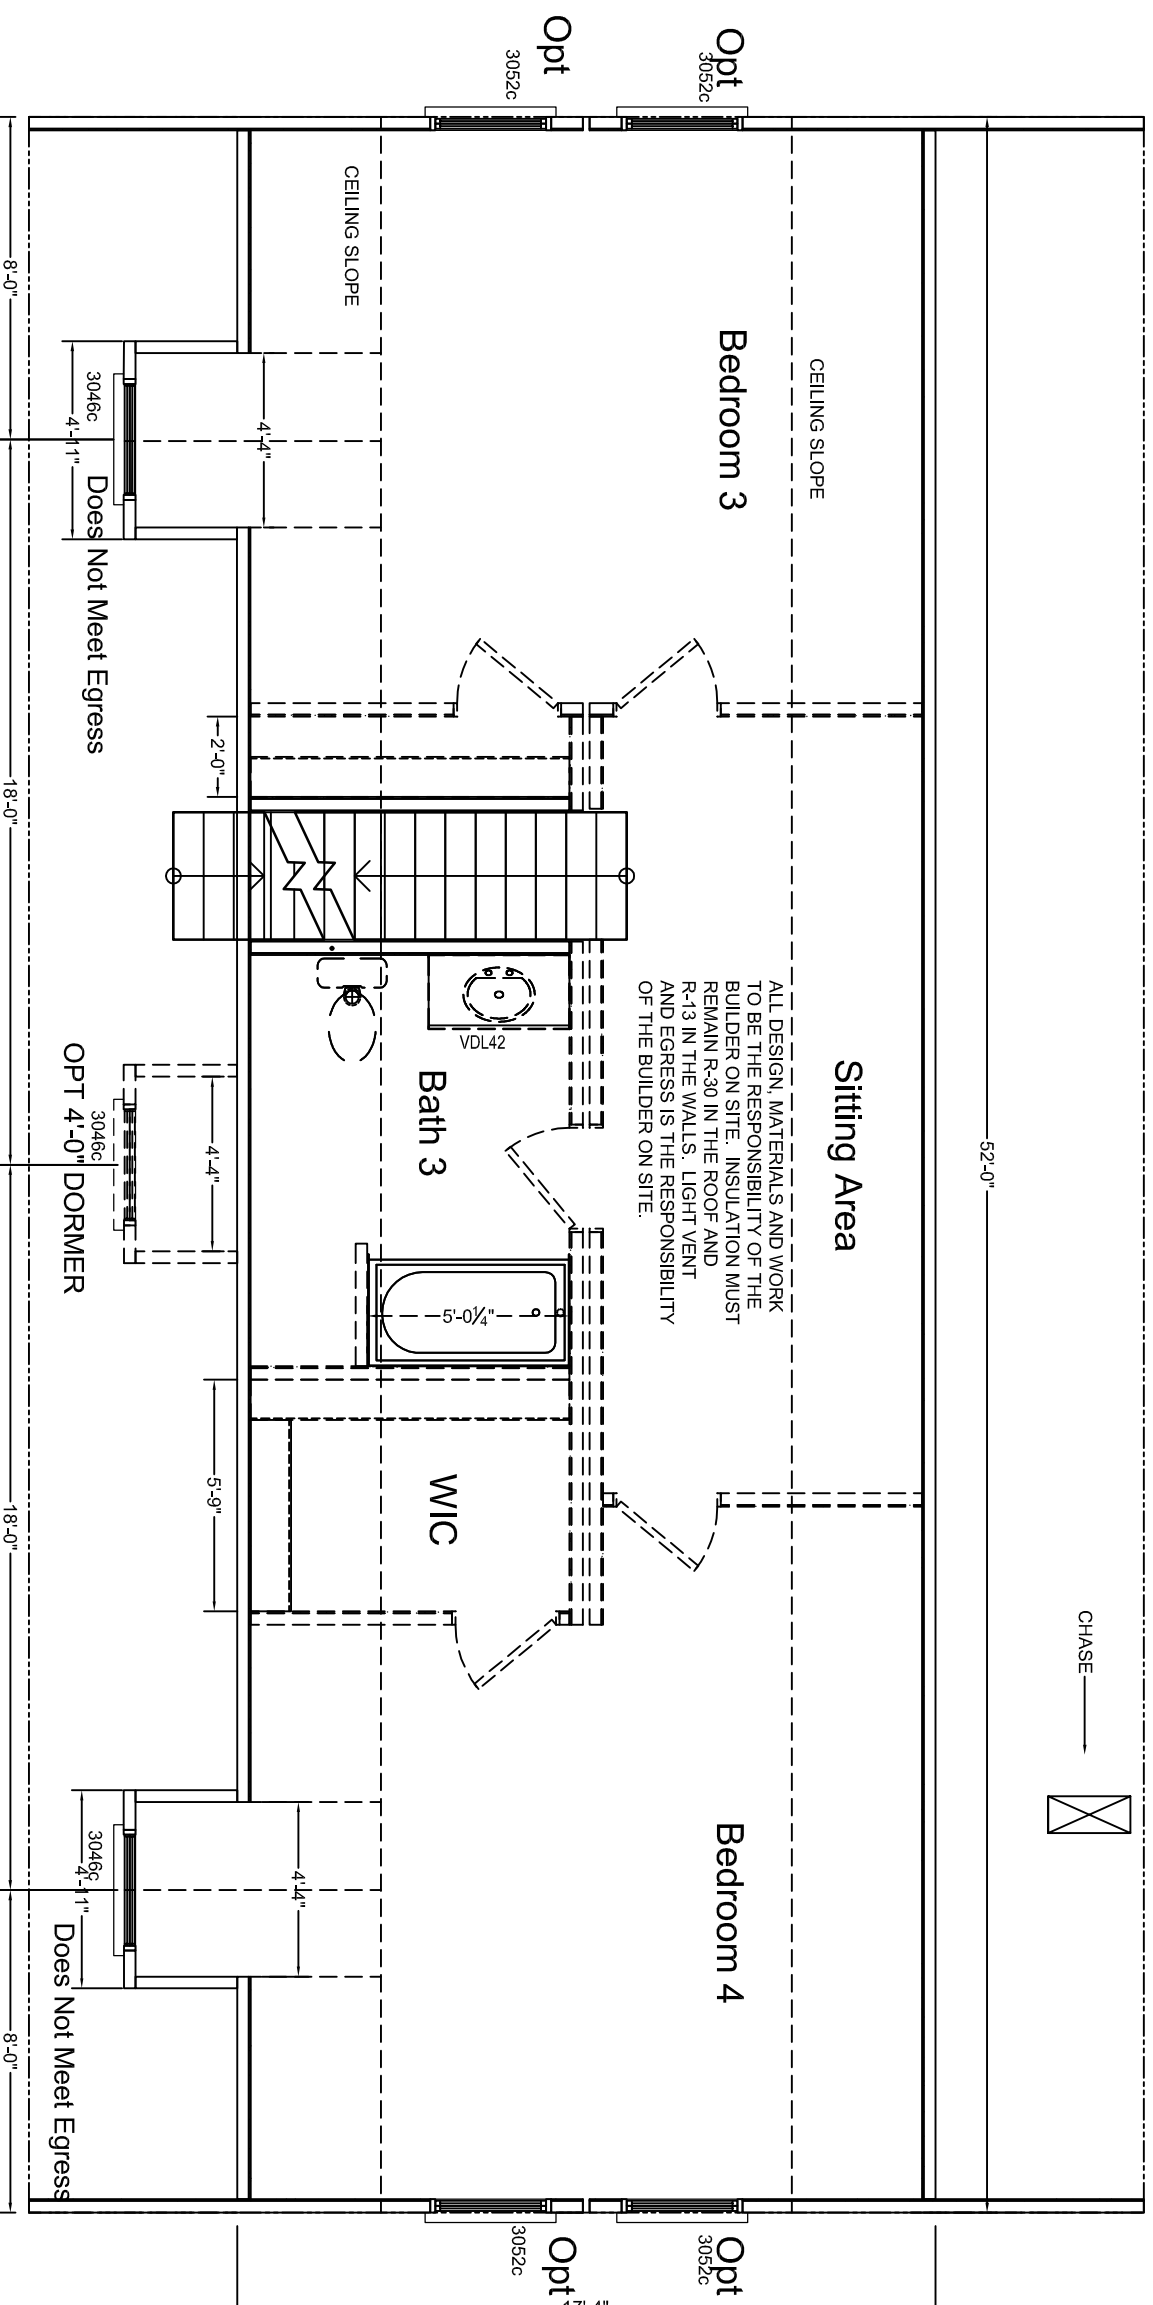 CHASE
52'-0"
Opt
3052c
Opt
3052c
Opt
3052c
Opt
3052c
17'-4"
CEILING SLOPE
CEILING SLOPE
Bedroom 3
Sitting Area
ALL DESIGN, MATERIALS AND WORK
TO BE THE RESPONSIBILITY OF THE
BUILDER ON SITE. INSULATION MUST
REMAIN R-30 IN THE ROOF AND
R-13 IN THE WALLS. LIGHT VENT
AND EGRESS IS THE RESPONSIBILITY
OF THE BUILDER ON SITE.
Bedroom 4
VDL42
Bath 3
5'-0¼"
WIC
2'-0"
5'-9"
4'-4"
4'-4"
4'-4"
3046c
4'-11"
Does Not Meet Egress
3046c
OPT 4'-0" DORMER
3046c
4'-11"
Does Not Meet Egress
8'-0"
18'-0"
18'-0"
8'-0"